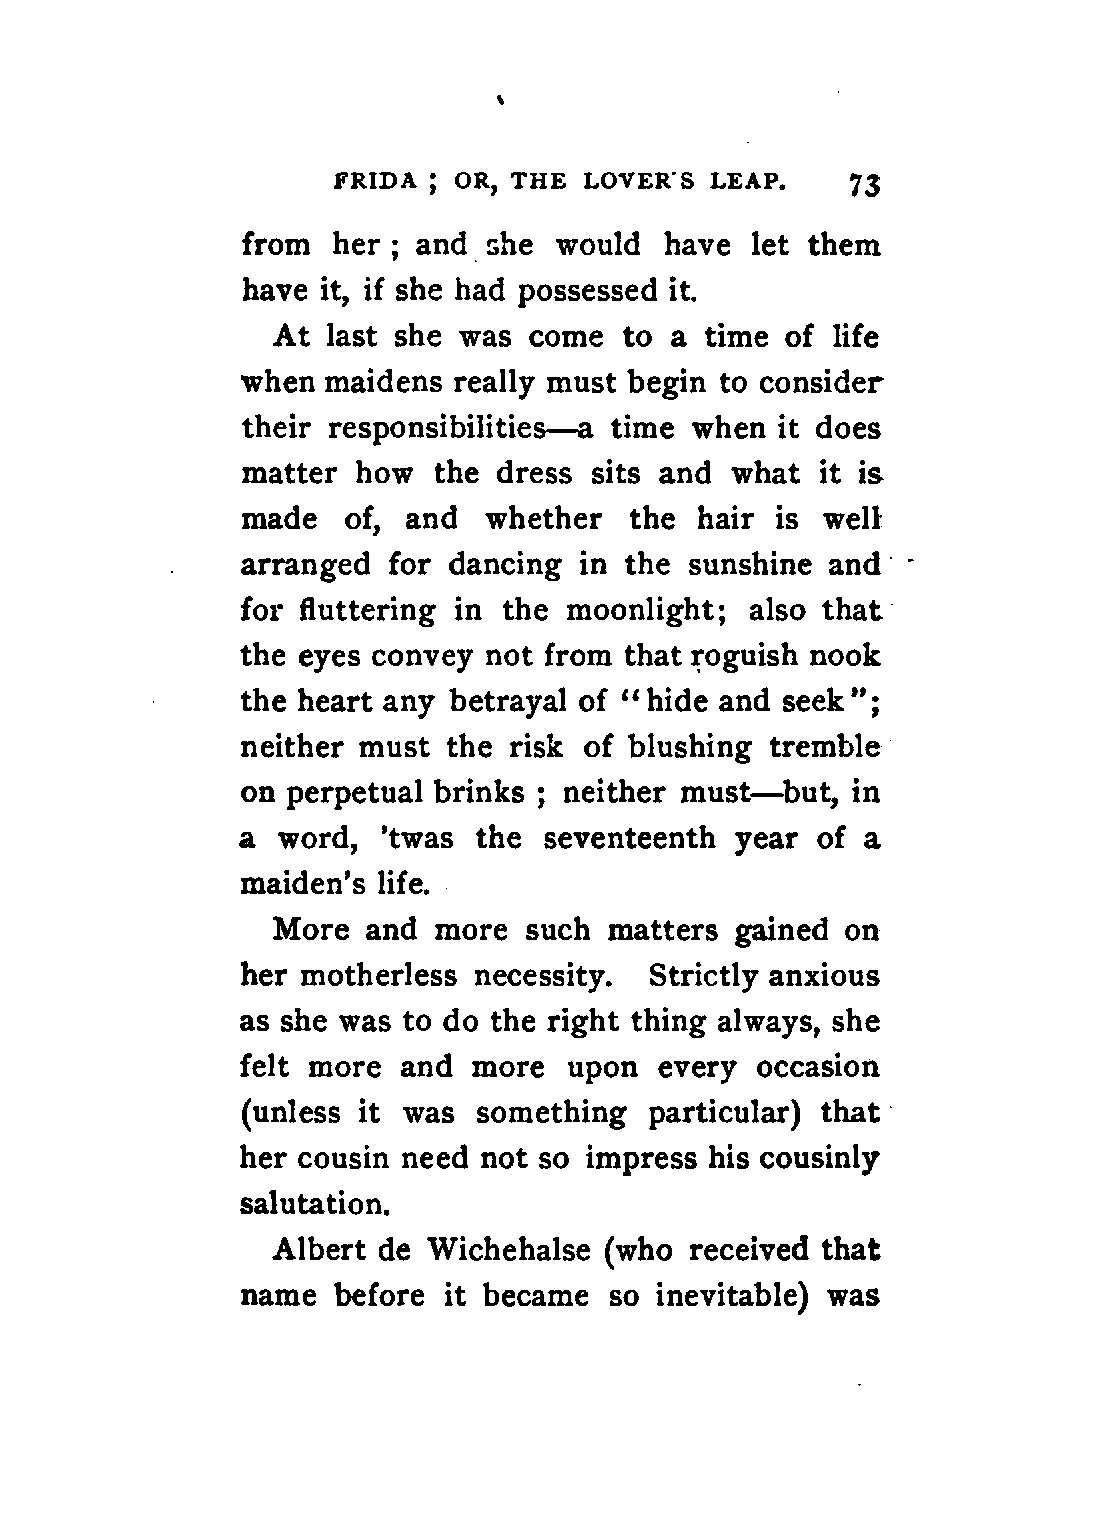 FRIDA ; OR, THE LOVER'S LEAP. 73
from her ; and she would have let them
have it, if she had possessed it.
At last she was come to a time of life
when maidens really must begin to consider
their responsibilities—a time when it does
matter how the dress sits and what it is
made of, and whether the hair is well
arranged for dancing in the sunshine and
for fluttering in the moonlight; also that
the eyes convey not from that roguish nook
the heart any betrayal of "hide and seek";
neither must the risk of blushing tremble
on perpetual brinks ; neither must—but, in
a word, 'twas the seventeenth year of a
maiden's life.
More and more such matters gained on
her motherless necessity. Strictly anxious
as she was to do the right thing always, she
felt more and more upon every occasion
(unless it was something particular) that
her cousin need not so impress his cousinly
salutation.
Albert de Wichehalse (who received that
name before it became so inevitable) was